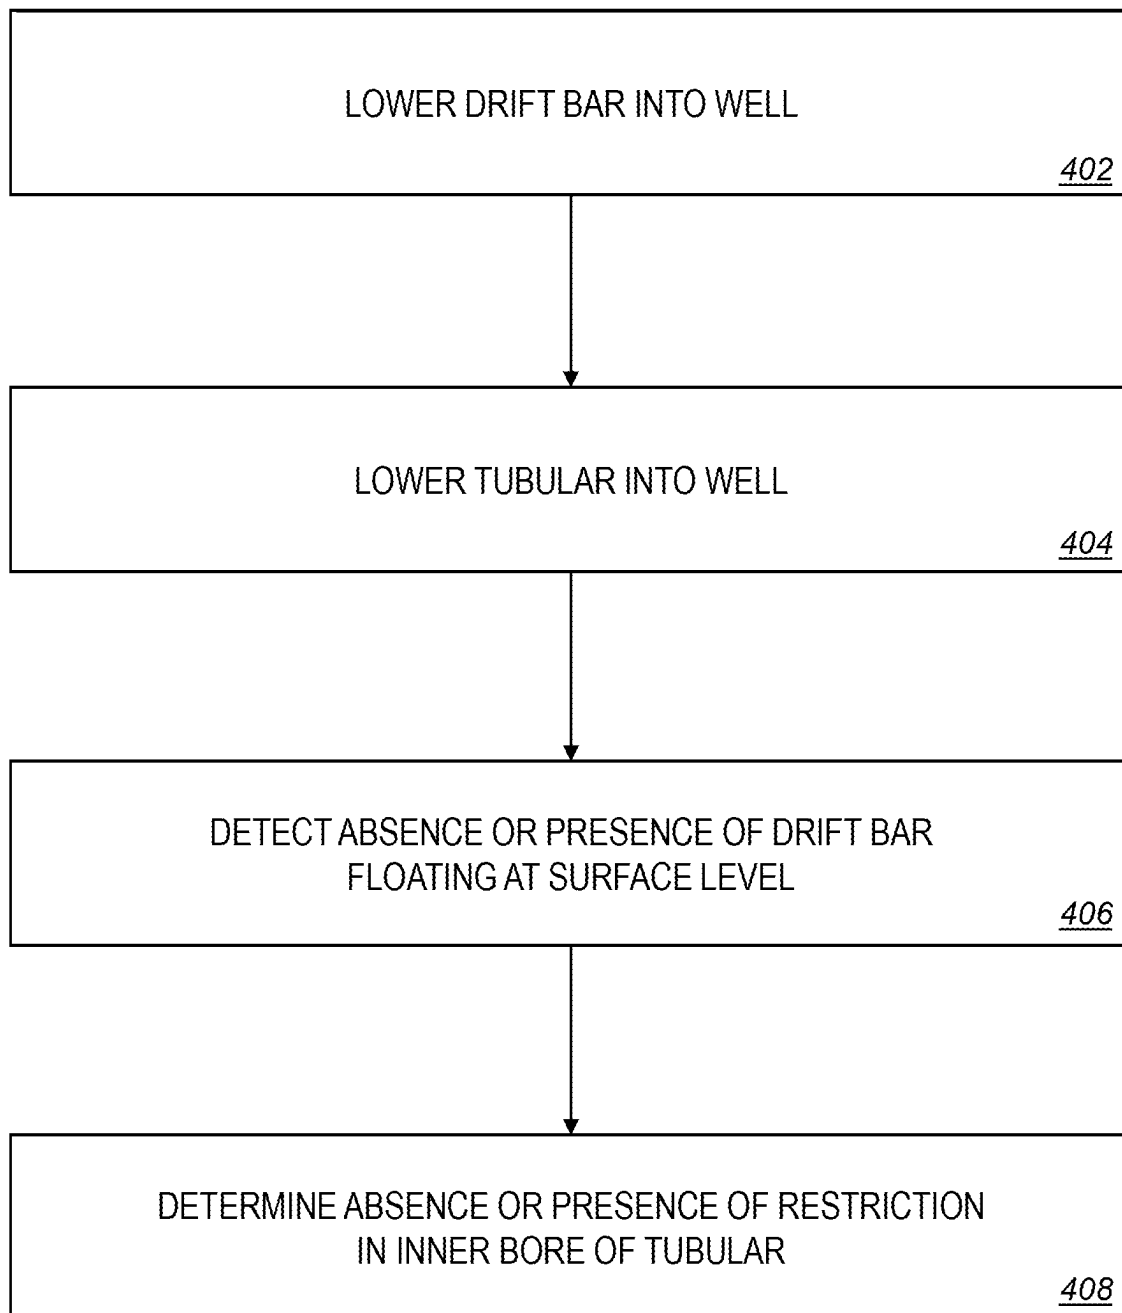 LOWER DRIFT BAR INTO WELL
402
LOWER TUBULAR INTO WELL
404
DETECT ABSENCE OR PRESENCE OF DRIFT BAR
FLOATING AT SURFACE LEVEL
406
DETERMINE ABSENCE OR PRESENCE OF RESTRICTION
IN INNER BORE OF TUBULAR
408